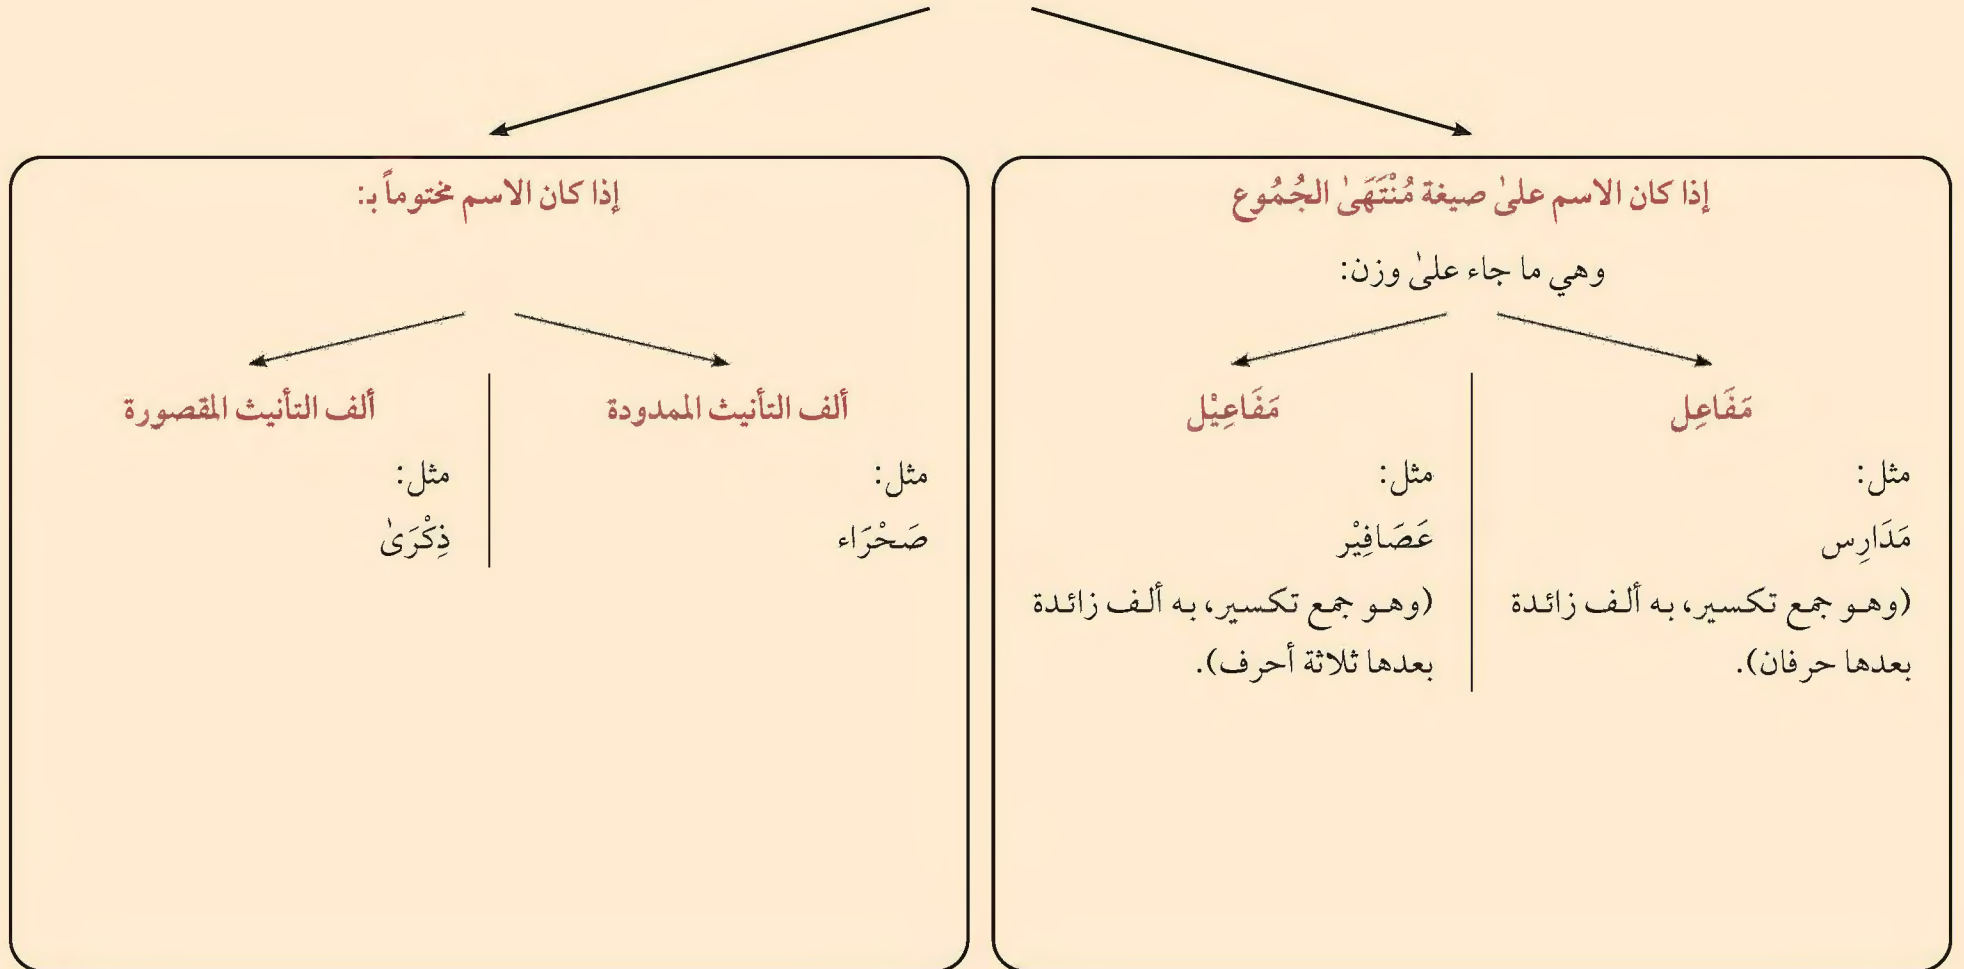 إذا كان الاسم علىٰ صيغة مُنْتَهَىٰ الجُمُوع
وهي ما جاء علىٰ وزن:
مَفَاعِل
مثل:
مَدَارِس
(وهو جمع تكسير، به ألف زائدة
بعدها حرفان).
مَفَاعِيْل
مثل:
عَصَافِيْر
(وهو جمع تكسير، به ألف زائدة
بعدها ثلاثة أحرف).
إذا كان الاسم مختوماً بـ:
ألف التأنيث الممدودة
مثل:
صَحْرَاء
ألف التأنيث المقصورة
مثل:
ذِكْرَىٰ